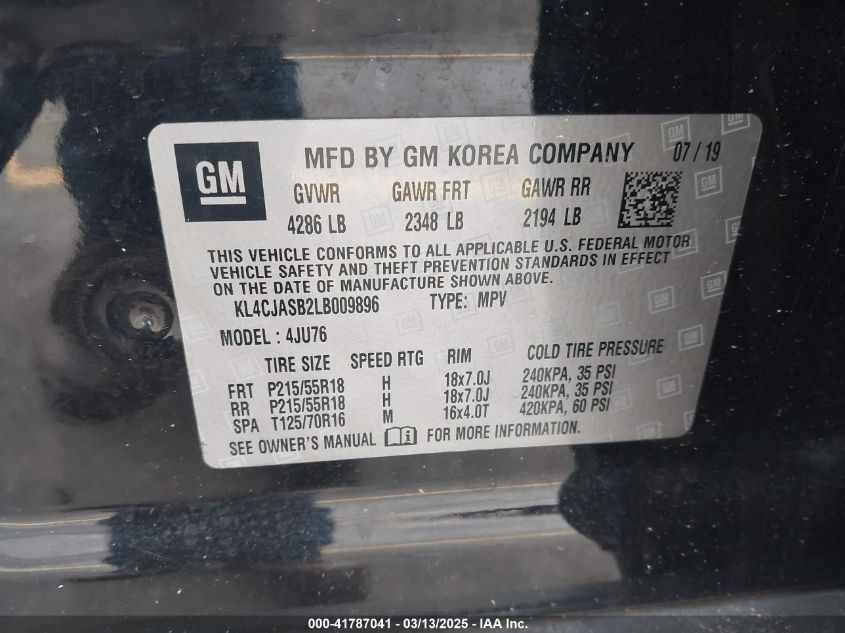 GM
MFD BY GM KOREA COMPANY 07 / 19
GVWR GAWR FRT GAWR RR
4286 LB 2348 LB 2194 LB
THIS VEHICLE CONFORMS TO ALL APPLICABLE U.S. FEDERAL MOTOR
VEHICLE SAFETY AND THEFT PREVENTION STANDARDS IN EFFECT
ON THE DATE OF MANUFACTURE SHOWN ABOVE.
KL4CJASB2LB009896 TYPE: MPV
MODEL : 4JU76
TIRE SIZE SPEED RTG RIM COLD TIRE PRESSURE
FRT P215/55R18 H 18x7.0J 240KPA, 35 PSI
RR P215/55R18 H 18x7.0J 240KPA, 35 PSI
SPA T125/70R16 M 16x4.0T 420KPA, 60 PSI
SEE OWNER'S MANUAL FOR MORE INFORMATION.
000-41787041 - 03/13/2025 - IAA, Inc.